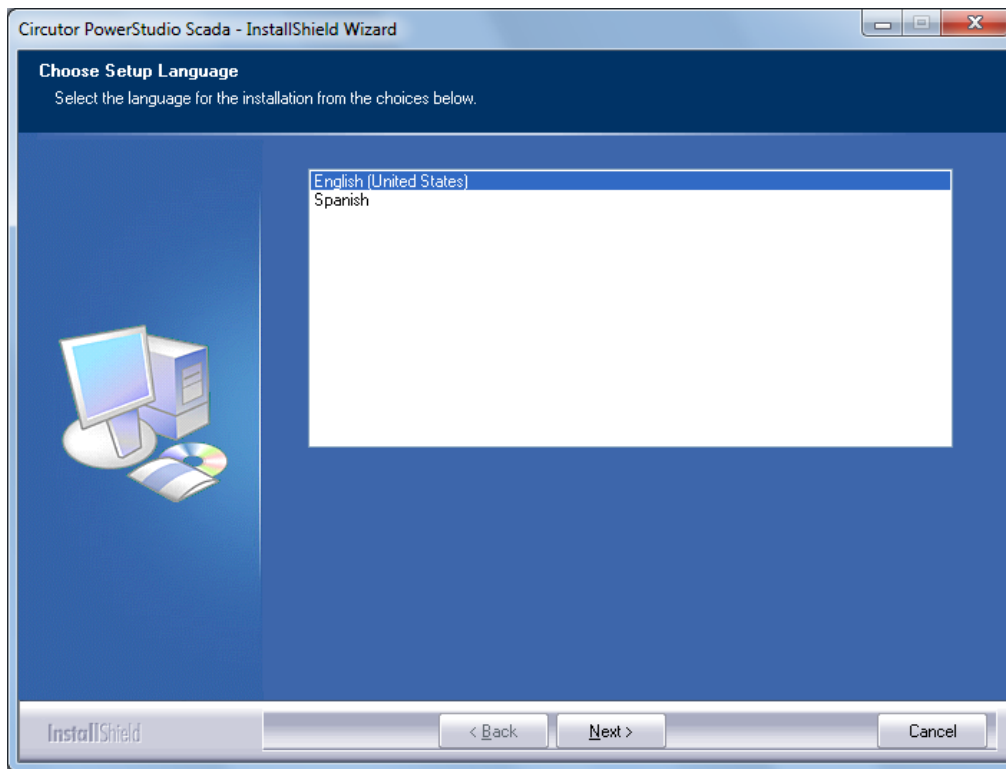 Circutor PowerStudio Scada - InstallShield Wizard
Choose Setup Language
Select the language for the installation from the choices below.
English (United States)
Spanish
InstallShield
< Back
Next >
Cancel